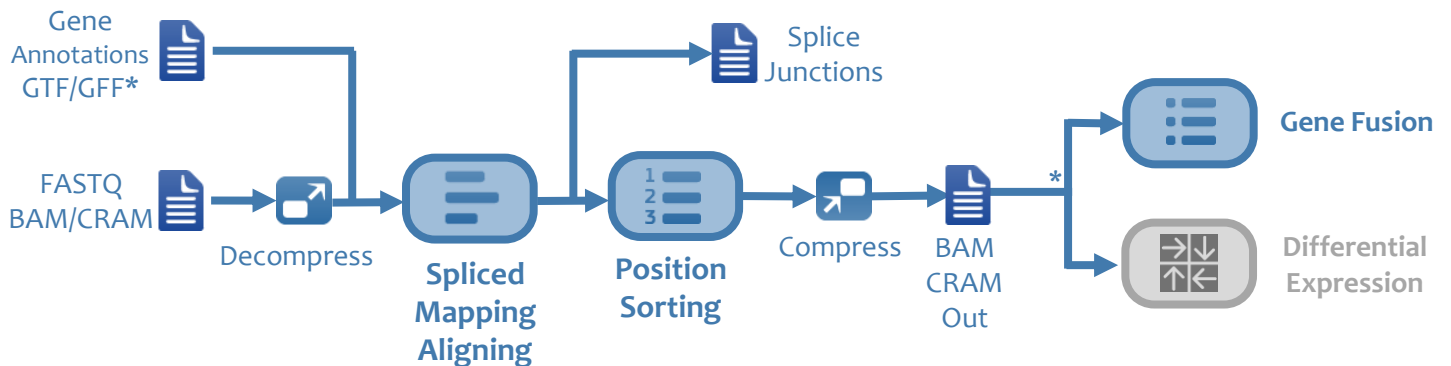 Gene
Annotations
GTF/GFF*
FASTQ
BAM/CRAM
Decompress
Spliced
Mapping
Aligning
Splice
Junctions
1
2
3
Position
Sorting
Compress
BAM
CRAM
Out
*
Gene Fusion
Differential
Expression